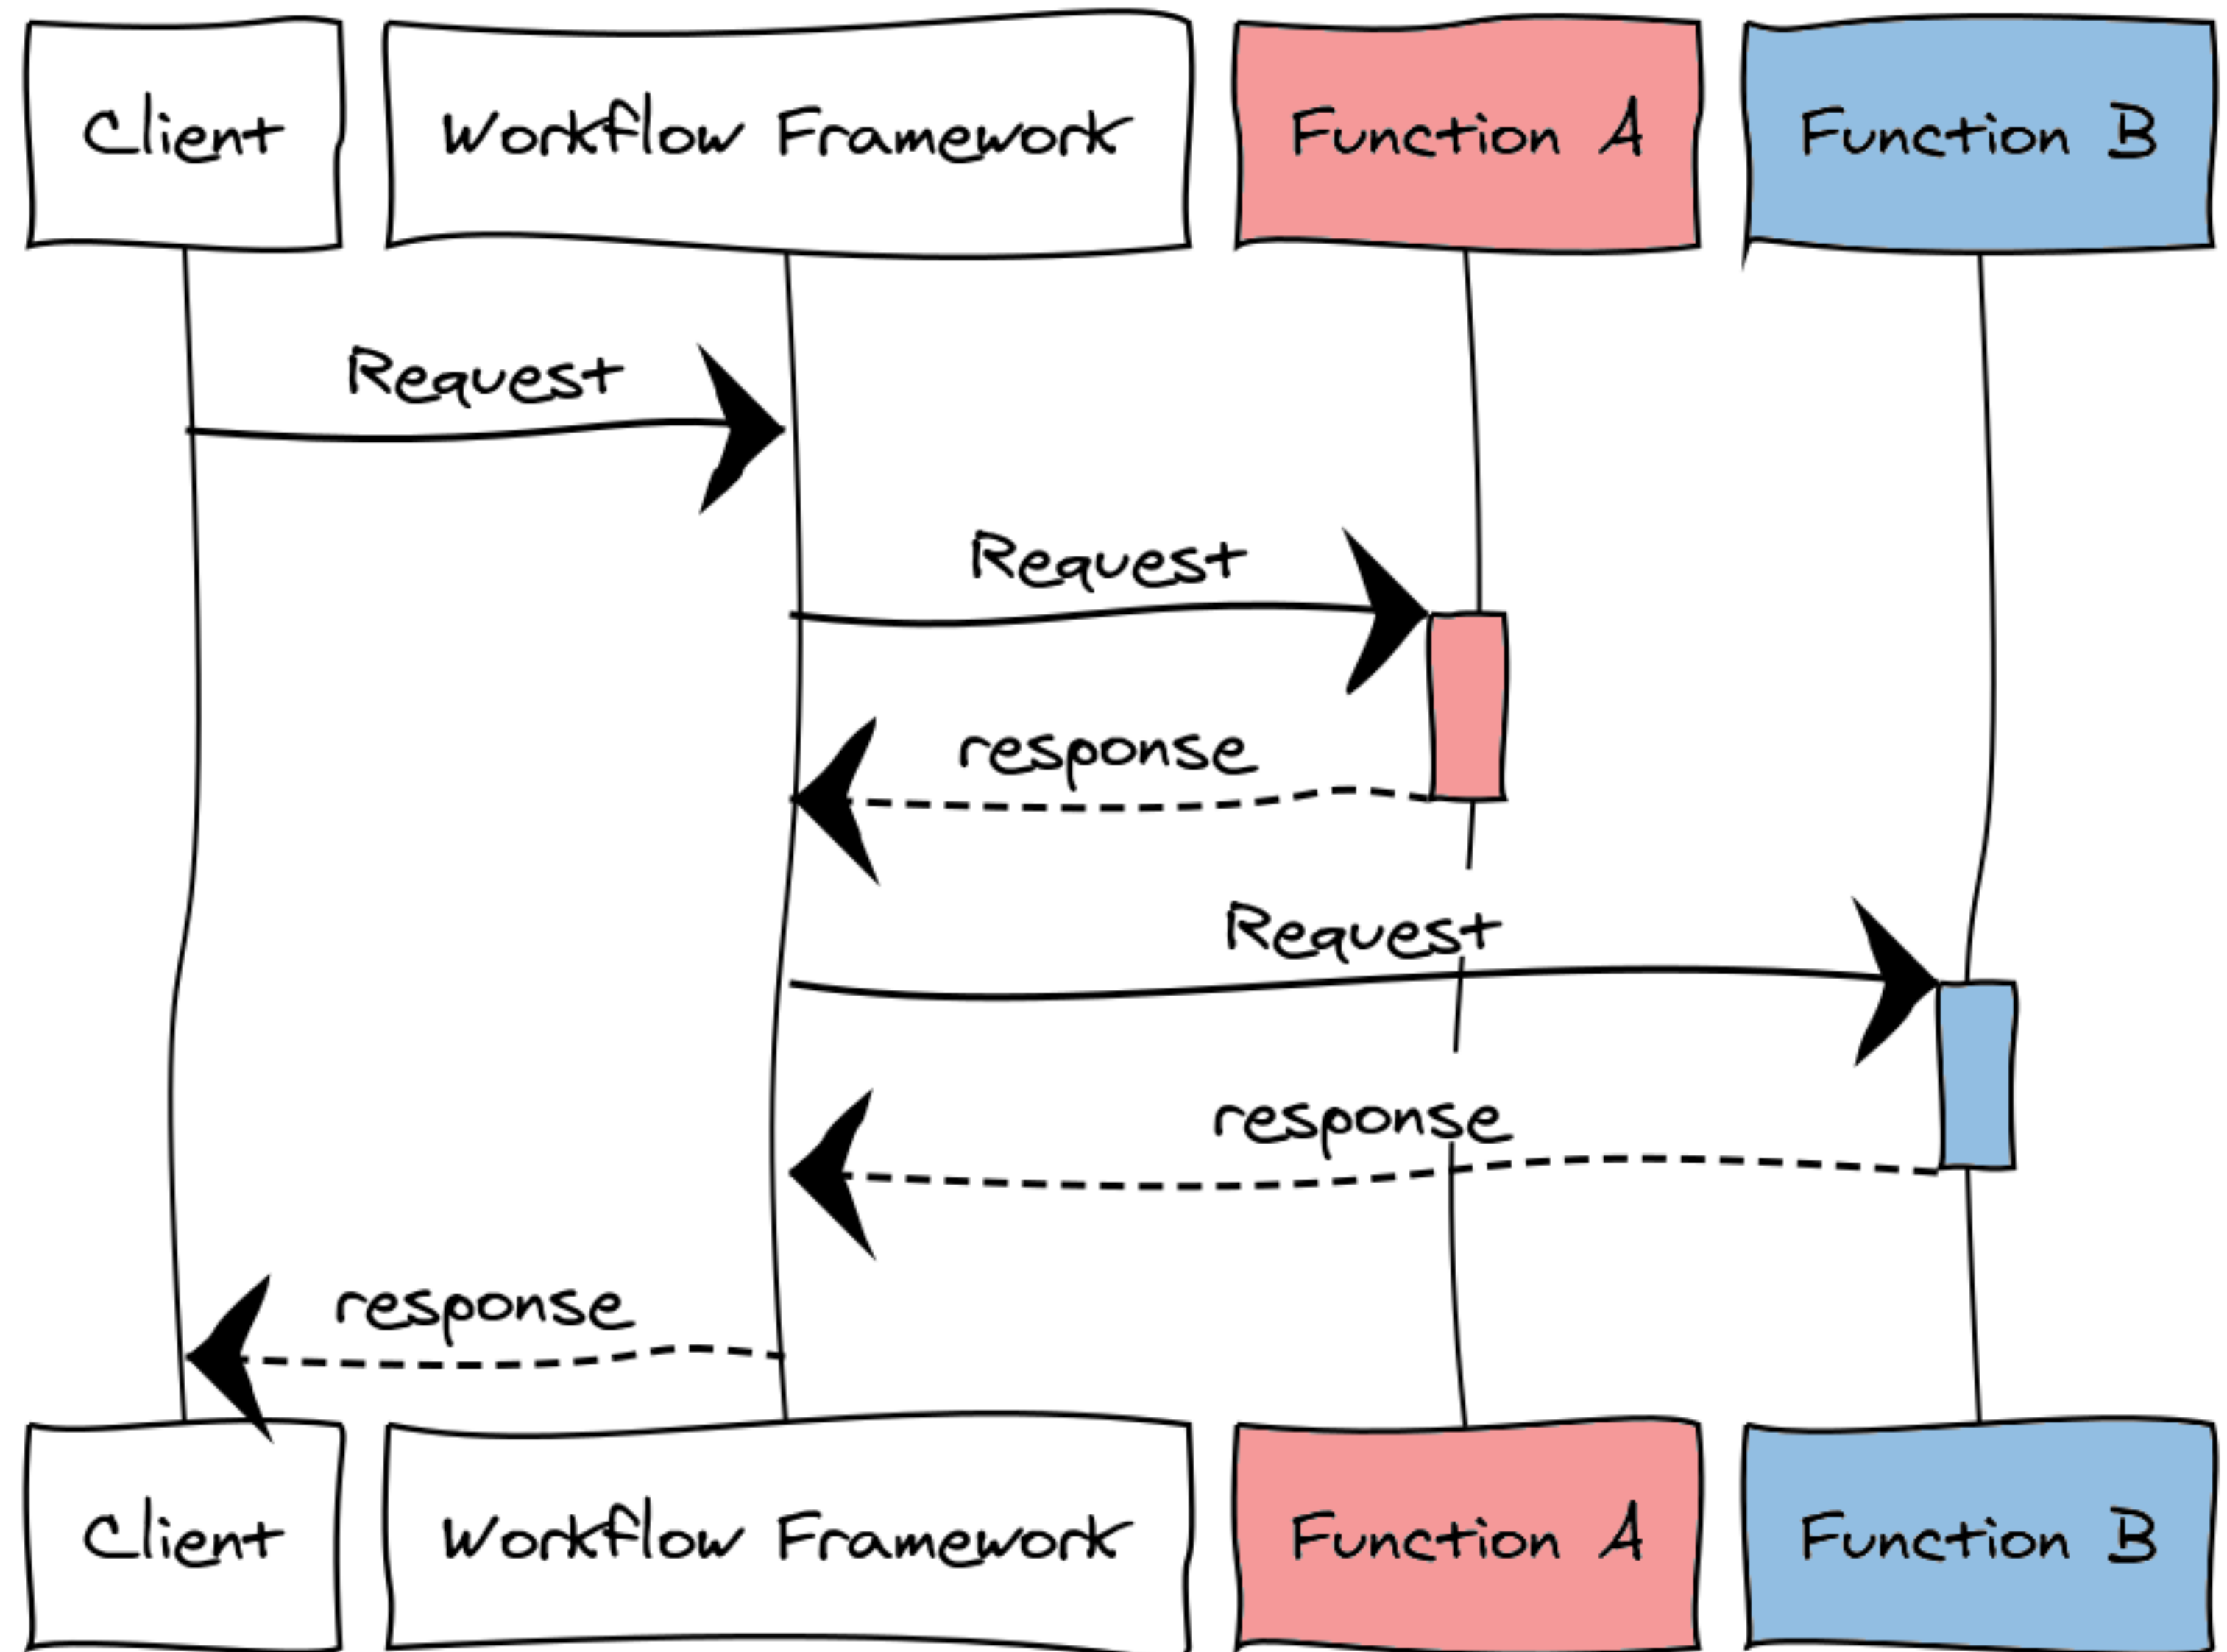 Client
Workflow Framework
Function A
Function B
Request
Request
response
Request
response
response
Client
Workflow Framework
Function A
Function B